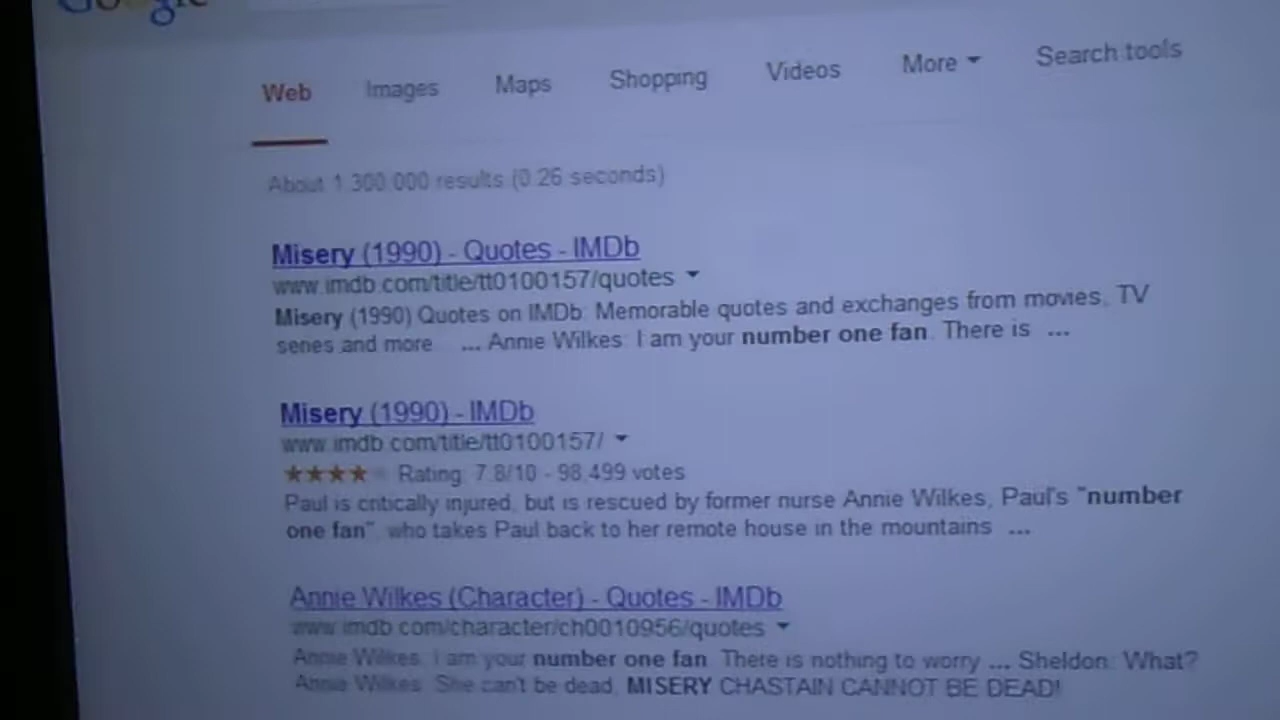 Google
Web Images Maps Shopping Videos More Search tools
About 1,300,000 results (0.26 seconds)
Misery (1990) - Quotes - IMDb
www.imdb.com/title/tt0100157/quotes
Misery (1990) Quotes on IMDb: Memorable quotes and exchanges from movies, TV
series and more ... Annie Wilkes: I am your number one fan. There is ...
Misery (1990) - IMDb
www.imdb.com/title/tt0100157/
Rating: 7.8/10 - 98,499 votes
Paul is critically injured, but is rescued by former nurse Annie Wilkes, Paul's "number
one fan", who takes Paul back to her remote house in the mountains ...
Annie Wilkes (Character) - Quotes - IMDb
www.imdb.com/character/ch0010956/quotes
Annie Wilkes: I am your number one fan. There is nothing to worry ... Sheldon: What?
Annie Wilkes: She can't be dead, MISERY CHASTAIN CANNOT BE DEAD!